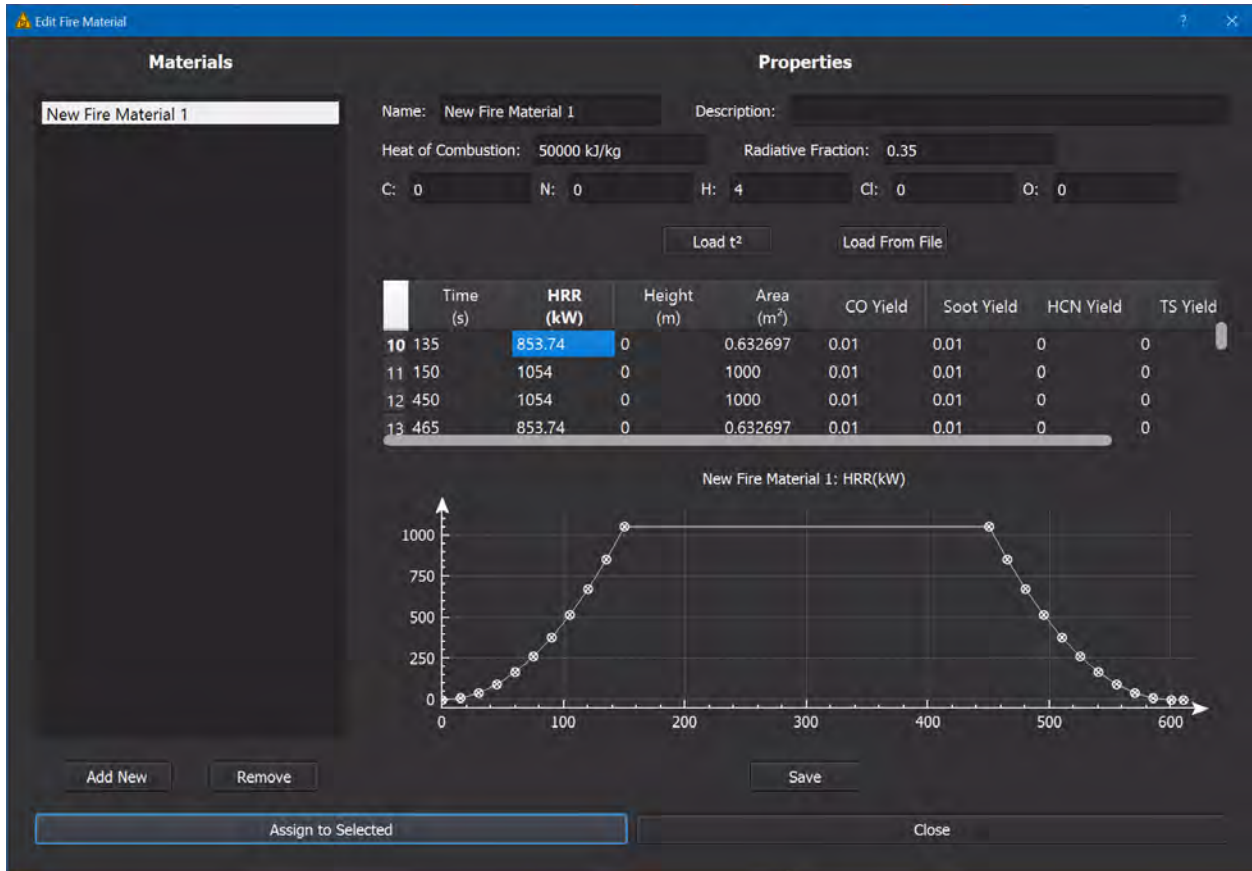 Edit Fire Material ?
Materials
Properties
New Fire Material 1
Name: New Fire Material 1 Description:
Heat of Combustion: 50000 kJ/kg Radiative Fraction: 0.35
C: 0 N: 0 H: 4 Cl: 0 O: 0
Load t² Load From File
Time (s) HRR (kW) Height (m) Area (m²) CO Yield Soot Yield HCN Yield TS Yield
10 135 853.74 0 0.632697 0.01 0.01 0 0
11 150 1054 0 1000 0.01 0.01 0 0
12 450 1054 0 1000 0.01 0.01 0 0
13 465 853.74 0 0.632697 0.01 0.01 0 0
New Fire Material 1: HRR(kW)
1000
750
500
250
0
0 100 200 300 400 500 600
Add New Remove Save
Assign to Selected Close